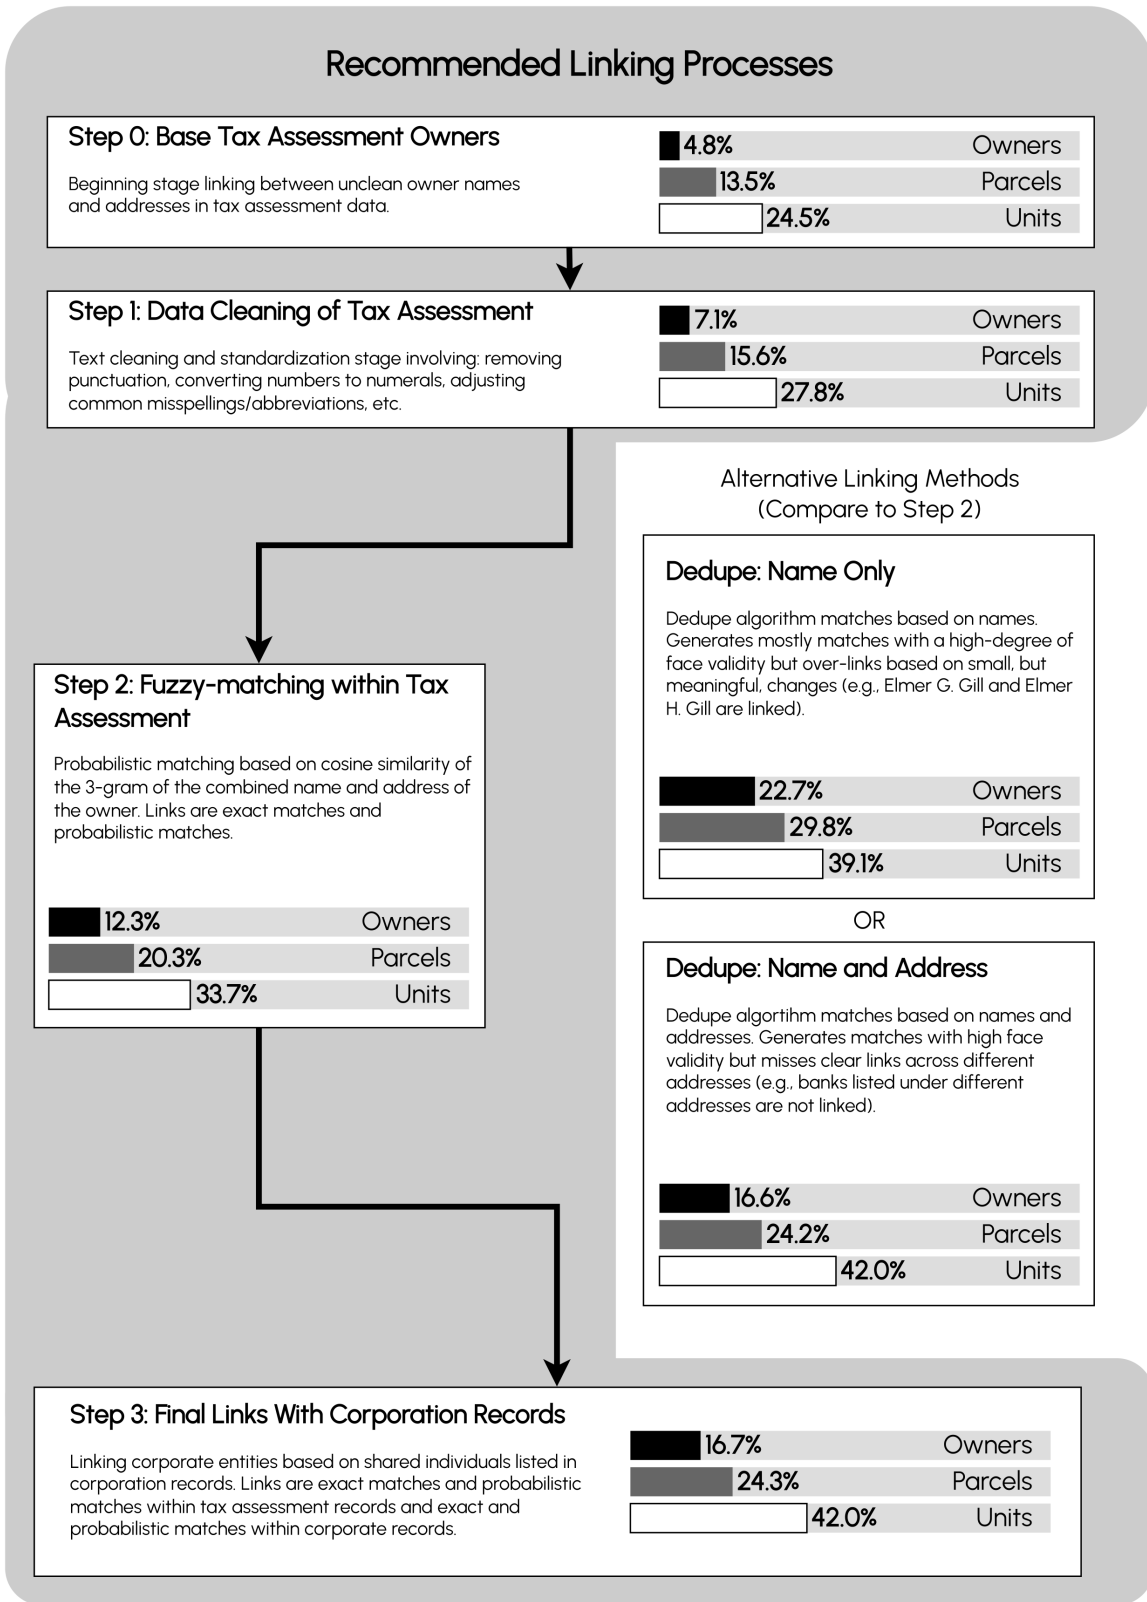 Recommended Linking Processes
Step 0: Base Tax Assessment Owners
Beginning stage linking between unclean owner names
and addresses in tax assessment data.
4.8% Owners
13.5% Parcels
24.5% Units
Step 1: Data Cleaning of Tax Assessment
Text cleaning and standardization stage involving: removing
punctuation, converting numbers to numerals, adjusting
common misspellings/abbreviations, etc.
7.1% Owners
15.6% Parcels
27.8% Units
Alternative Linking Methods
(Compare to Step 2)
Dedupe: Name Only
Dedupe algorithm matches based on names.
Generates mostly matches with a high-degree of
face validity but over-links based on small, but
meaningful, changes (e.g., Elmer G. Gill and Elmer
H. Gill are linked).
22.7% Owners
29.8% Parcels
39.1% Units
OR
Dedupe: Name and Address
Dedupe algortihm matches based on names and
addresses. Generates matches with high face
validity but misses clear links across different
addresses (e.g., banks listed under different
addresses are not linked).
16.6% Owners
24.2% Parcels
42.0% Units
Step 2: Fuzzy-matching within Tax
Assessment
Probabilistic matching based on cosine similarity of
the 3-gram of the combined name and address of
the owner. Links are exact matches and
probabilistic matches.
12.3% Owners
20.3% Parcels
33.7% Units
Step 3: Final Links With Corporation Records
Linking corporate entities based on shared individuals listed in
corporation records. Links are exact matches and probabilistic
matches within tax assessment records and exact and
probabilistic matches within corporate records.
16.7% Owners
24.3% Parcels
42.0% Units